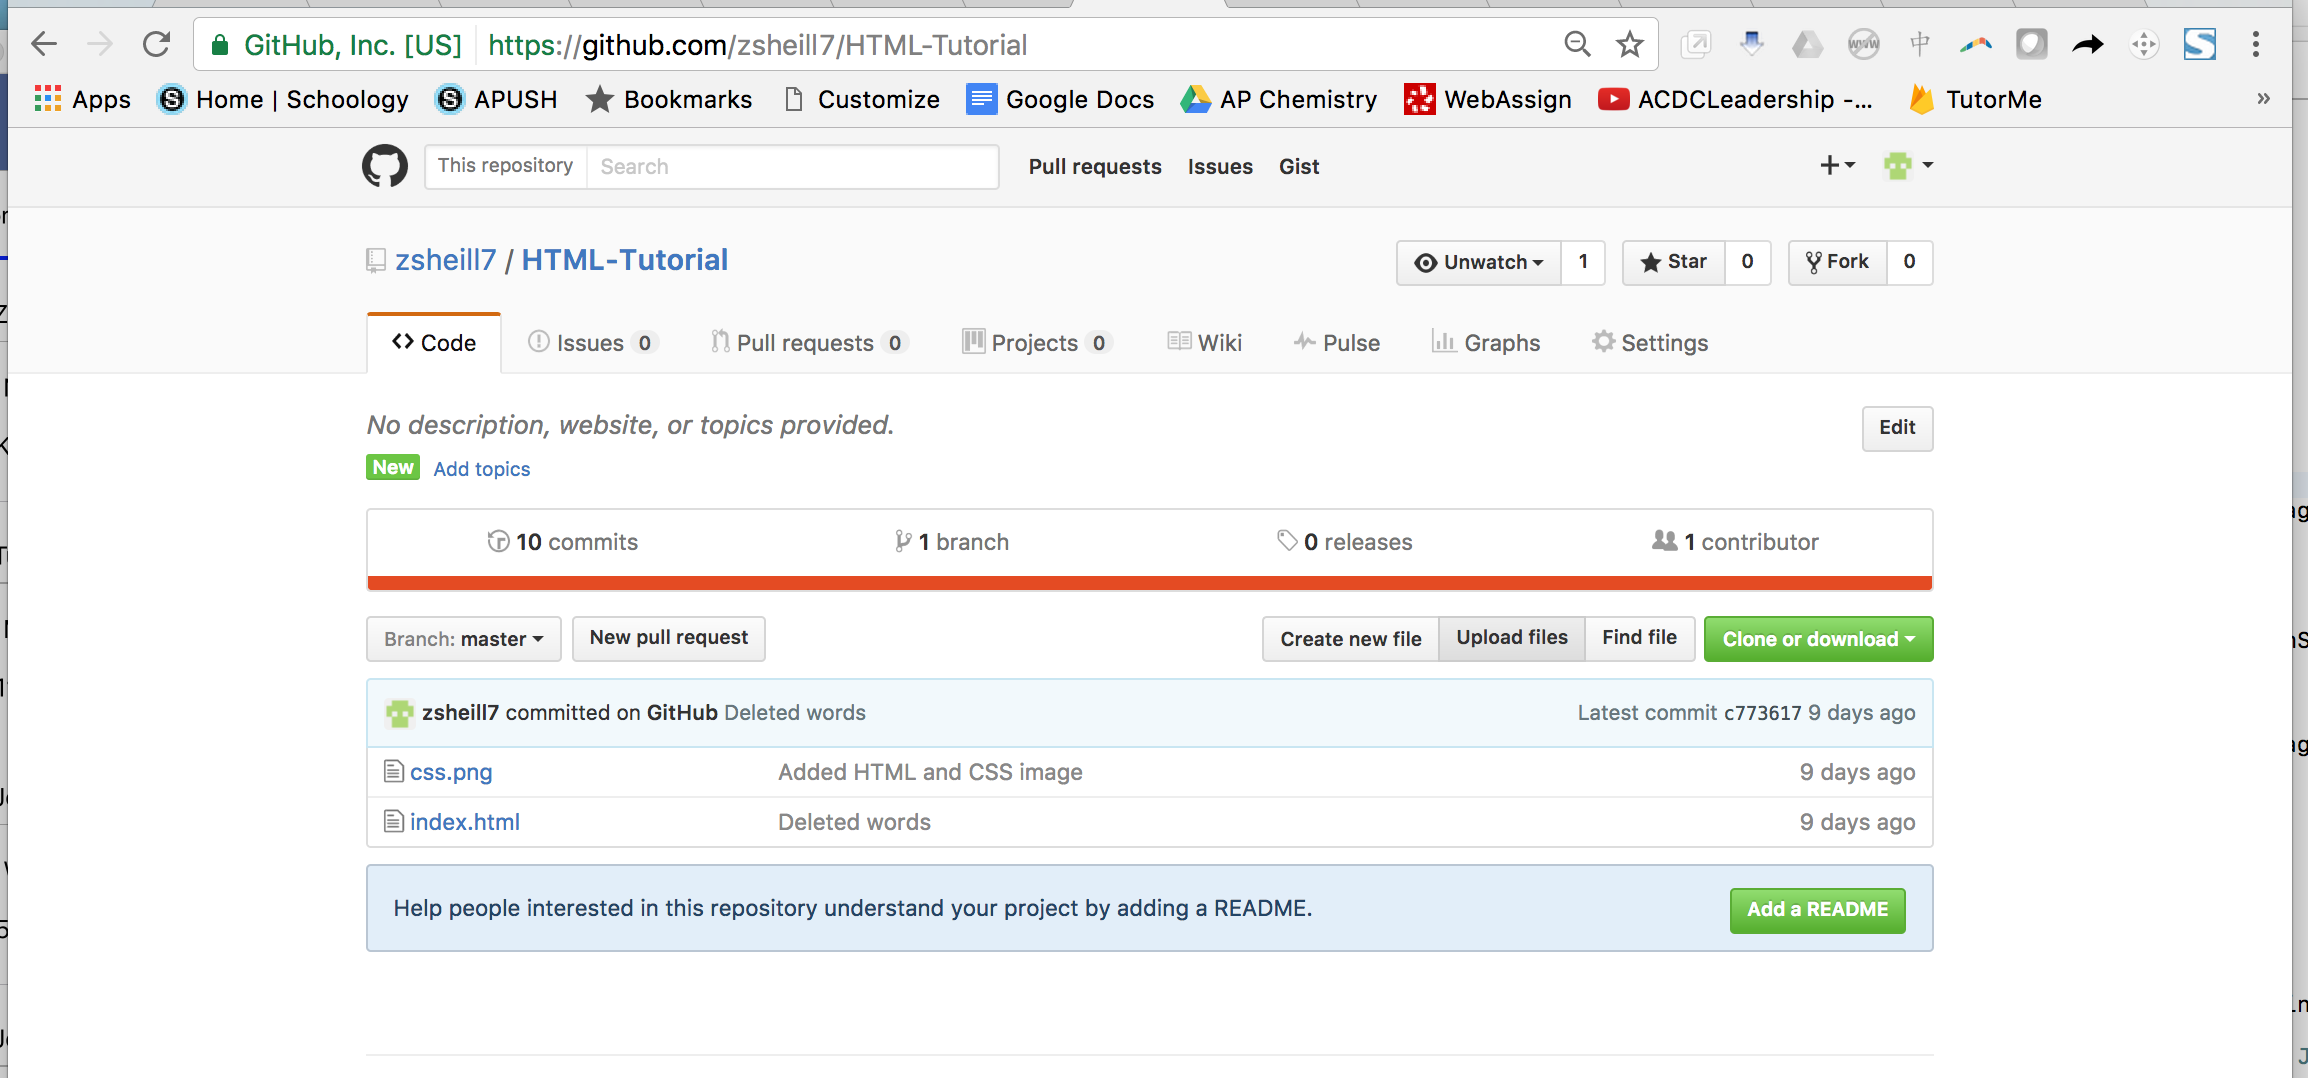 GitHub, Inc. [US] https://github.com/zsheill7/HTML-Tutorial
Apps Home | Schoology APUSH Bookmarks Customize Google Docs AP Chemistry WebAssign ACDCLeadership -... TutorMe »
This repository Search Pull requests Issues Gist
zsheill7 / HTML-Tutorial Unwatch 1 Star 0 Fork 0
Code Issues 0 Pull requests 0 Projects 0 Wiki Pulse Graphs Settings
No description, website, or topics provided. Edit
New Add topics
10 commits 1 branch 0 releases 1 contributor
Branch: master New pull request Create new file Upload files Find file Clone or download
zsheill7 committed on GitHub Deleted words Latest commit c773617 9 days ago
css.png Added HTML and CSS image 9 days ago
index.html Deleted words 9 days ago
Help people interested in this repository understand your project by adding a README. Add a README